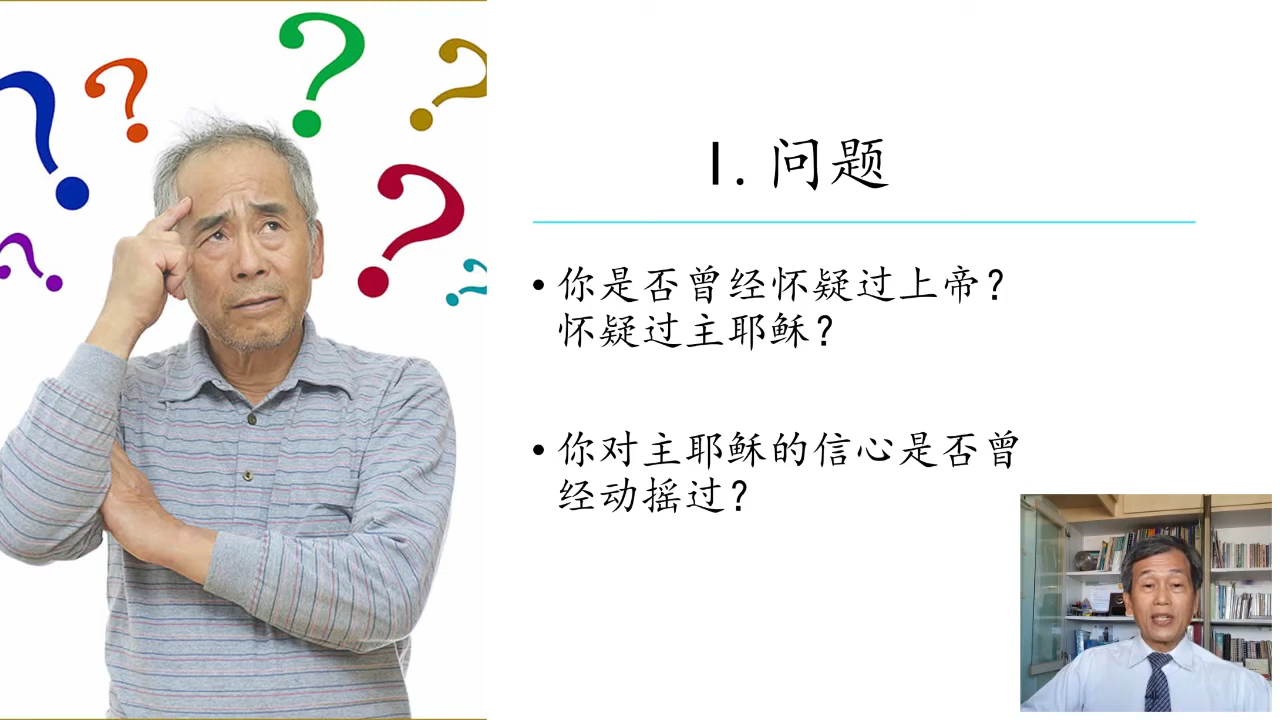 I. 问题
• 你是否曾经怀疑过上帝？
怀疑过主耶稣？
• 你对主耶稣的信心是否曾
经动摇过？